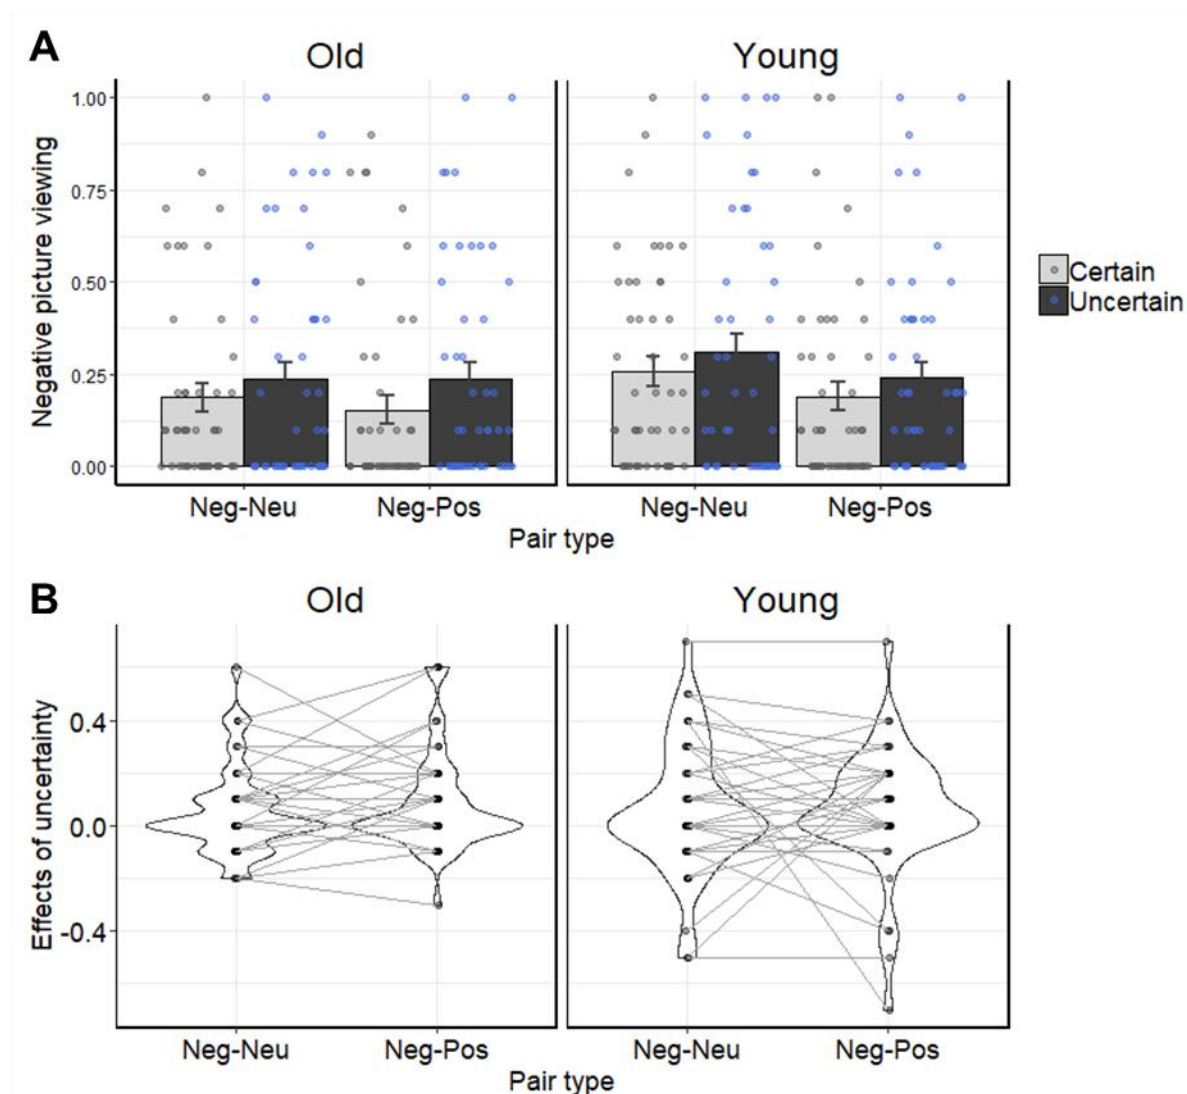 A
Old
Young
Negative picture viewing
1.00
0.75
0.50
0.25
0.00
Neg-Neu
Neg-Pos
Neg-Neu
Neg-Pos
Pair type
Certain
Uncertain
B
Old
Young
Effects of uncertainty
0.4
0.0
-0.4
Neg-Neu
Neg-Pos
Neg-Neu
Neg-Pos
Pair type